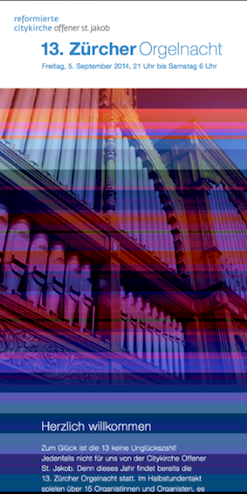 reformierte
citykirche offener st.jakob
13. Zürcher Orgelnacht
Freitag, 5. September 2014, 21 Uhr bis Samstag 6 Uhr
Herzlich willkommen
Zum Glück ist die 13 keine Unglückszahl!
Jedenfalls nicht für uns von der Citykirche Offener
St. Jakob. Denn dieses Jahr findet bereits die
13. Zürcher Orgelnacht statt. Im Halbstundentakt
spielen über 15 Organistinnen und Organisten, es